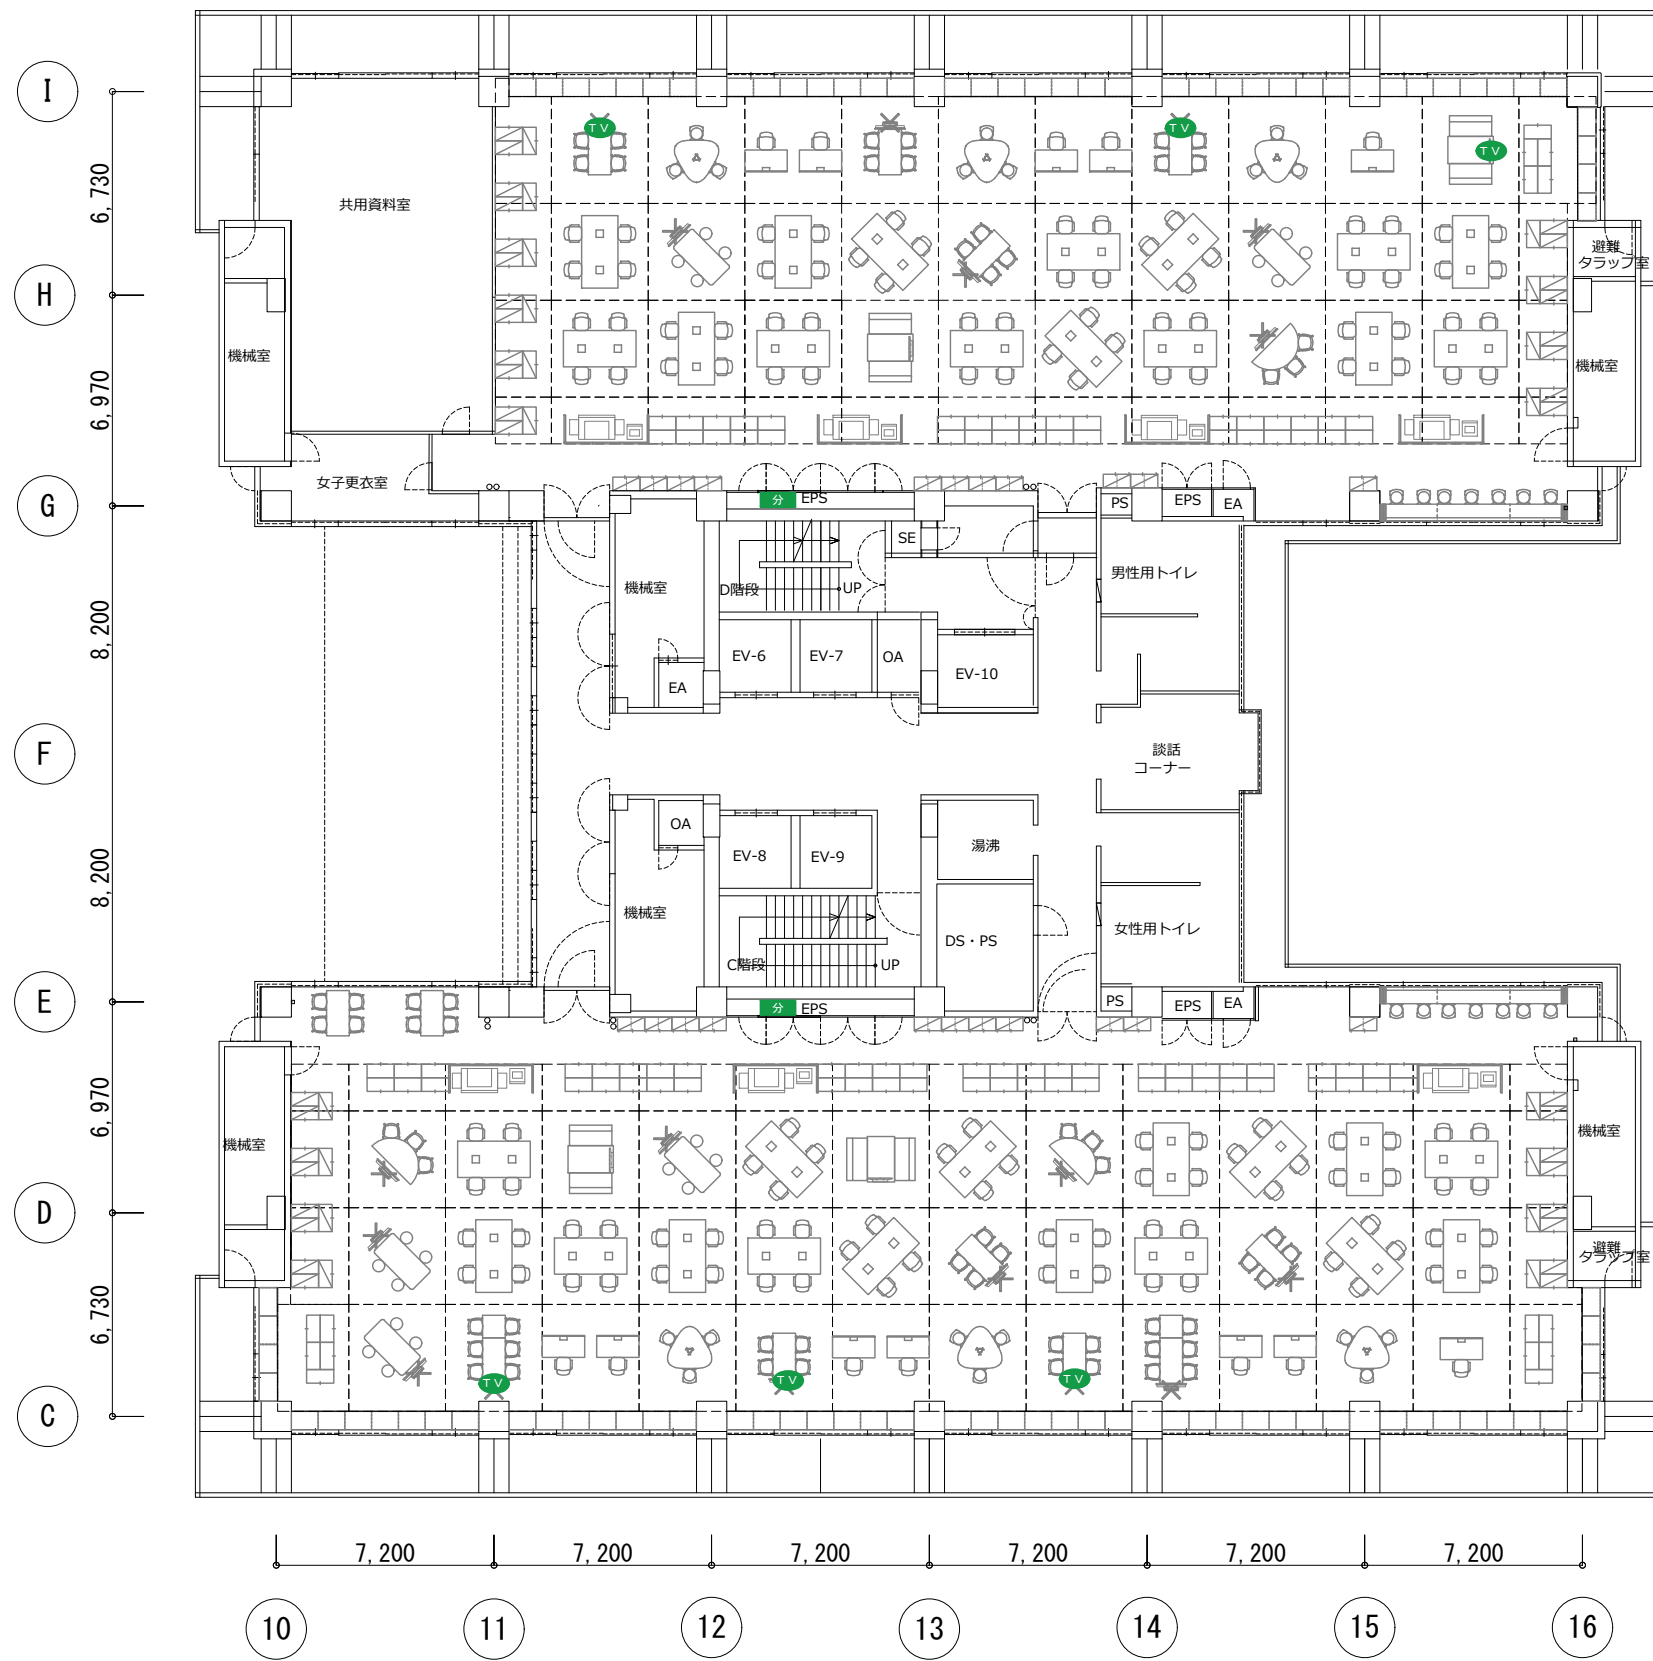 I
TV
TV
TV
6,730
共用資料室
避難
タラップ室
H
機械室
機械室
6,970
女子更衣室
G
分
EPS
PS
EPS
EA
SE
機械室
D階段
UP
男性用トイレ
8,200
EV-6
EV-7
OA
EV-10
EA
F
談話
コーナー
OA
EV-8
EV-9
湯沸
8,200
機械室
DS・PS
女性用トイレ
C階段
UP
E
分
EPS
PS
EPS
EA
6,970
機械室
機械室
D
避難
タラップ室
6,730
TV
TV
TV
C
7,200
7,200
7,200
7,200
7,200
7,200
10
11
12
13
14
15
16